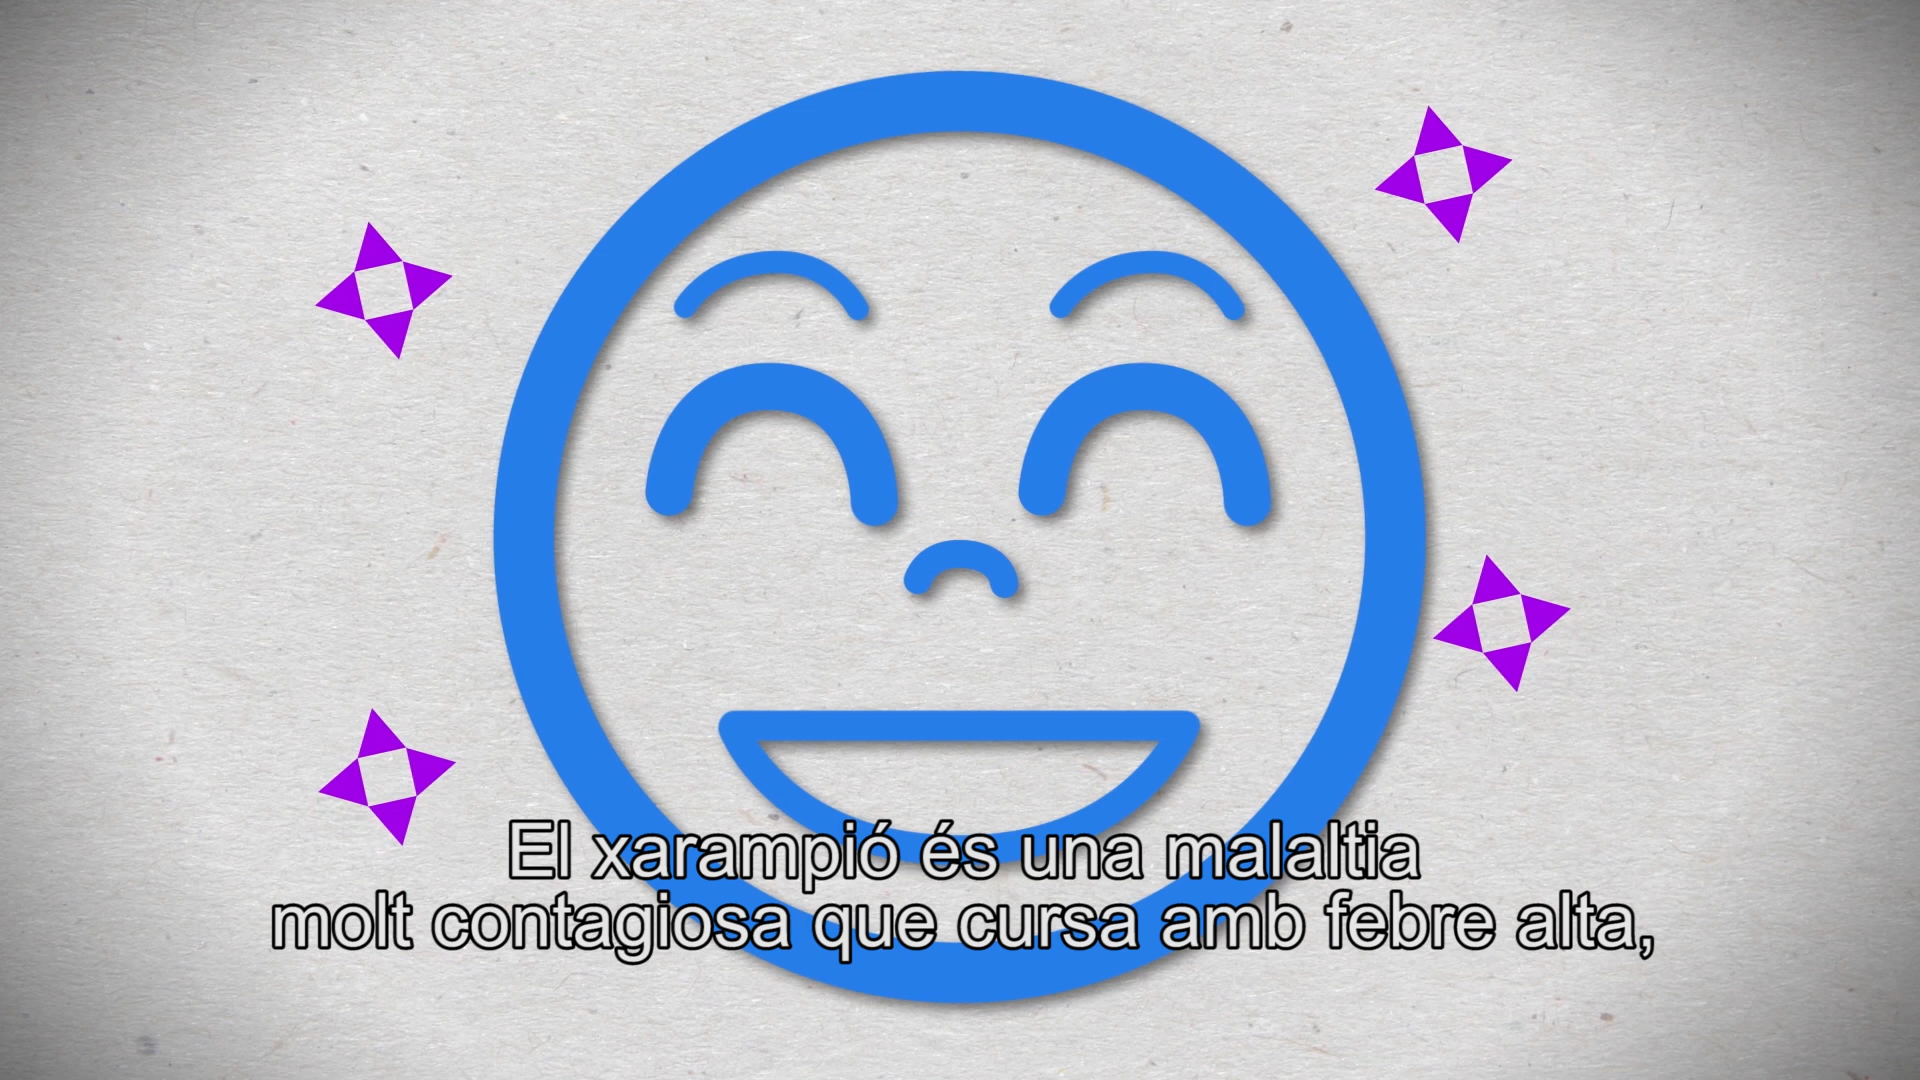 El xarampió és una malaltia
molt contagiosa que cursa amb febre alta,